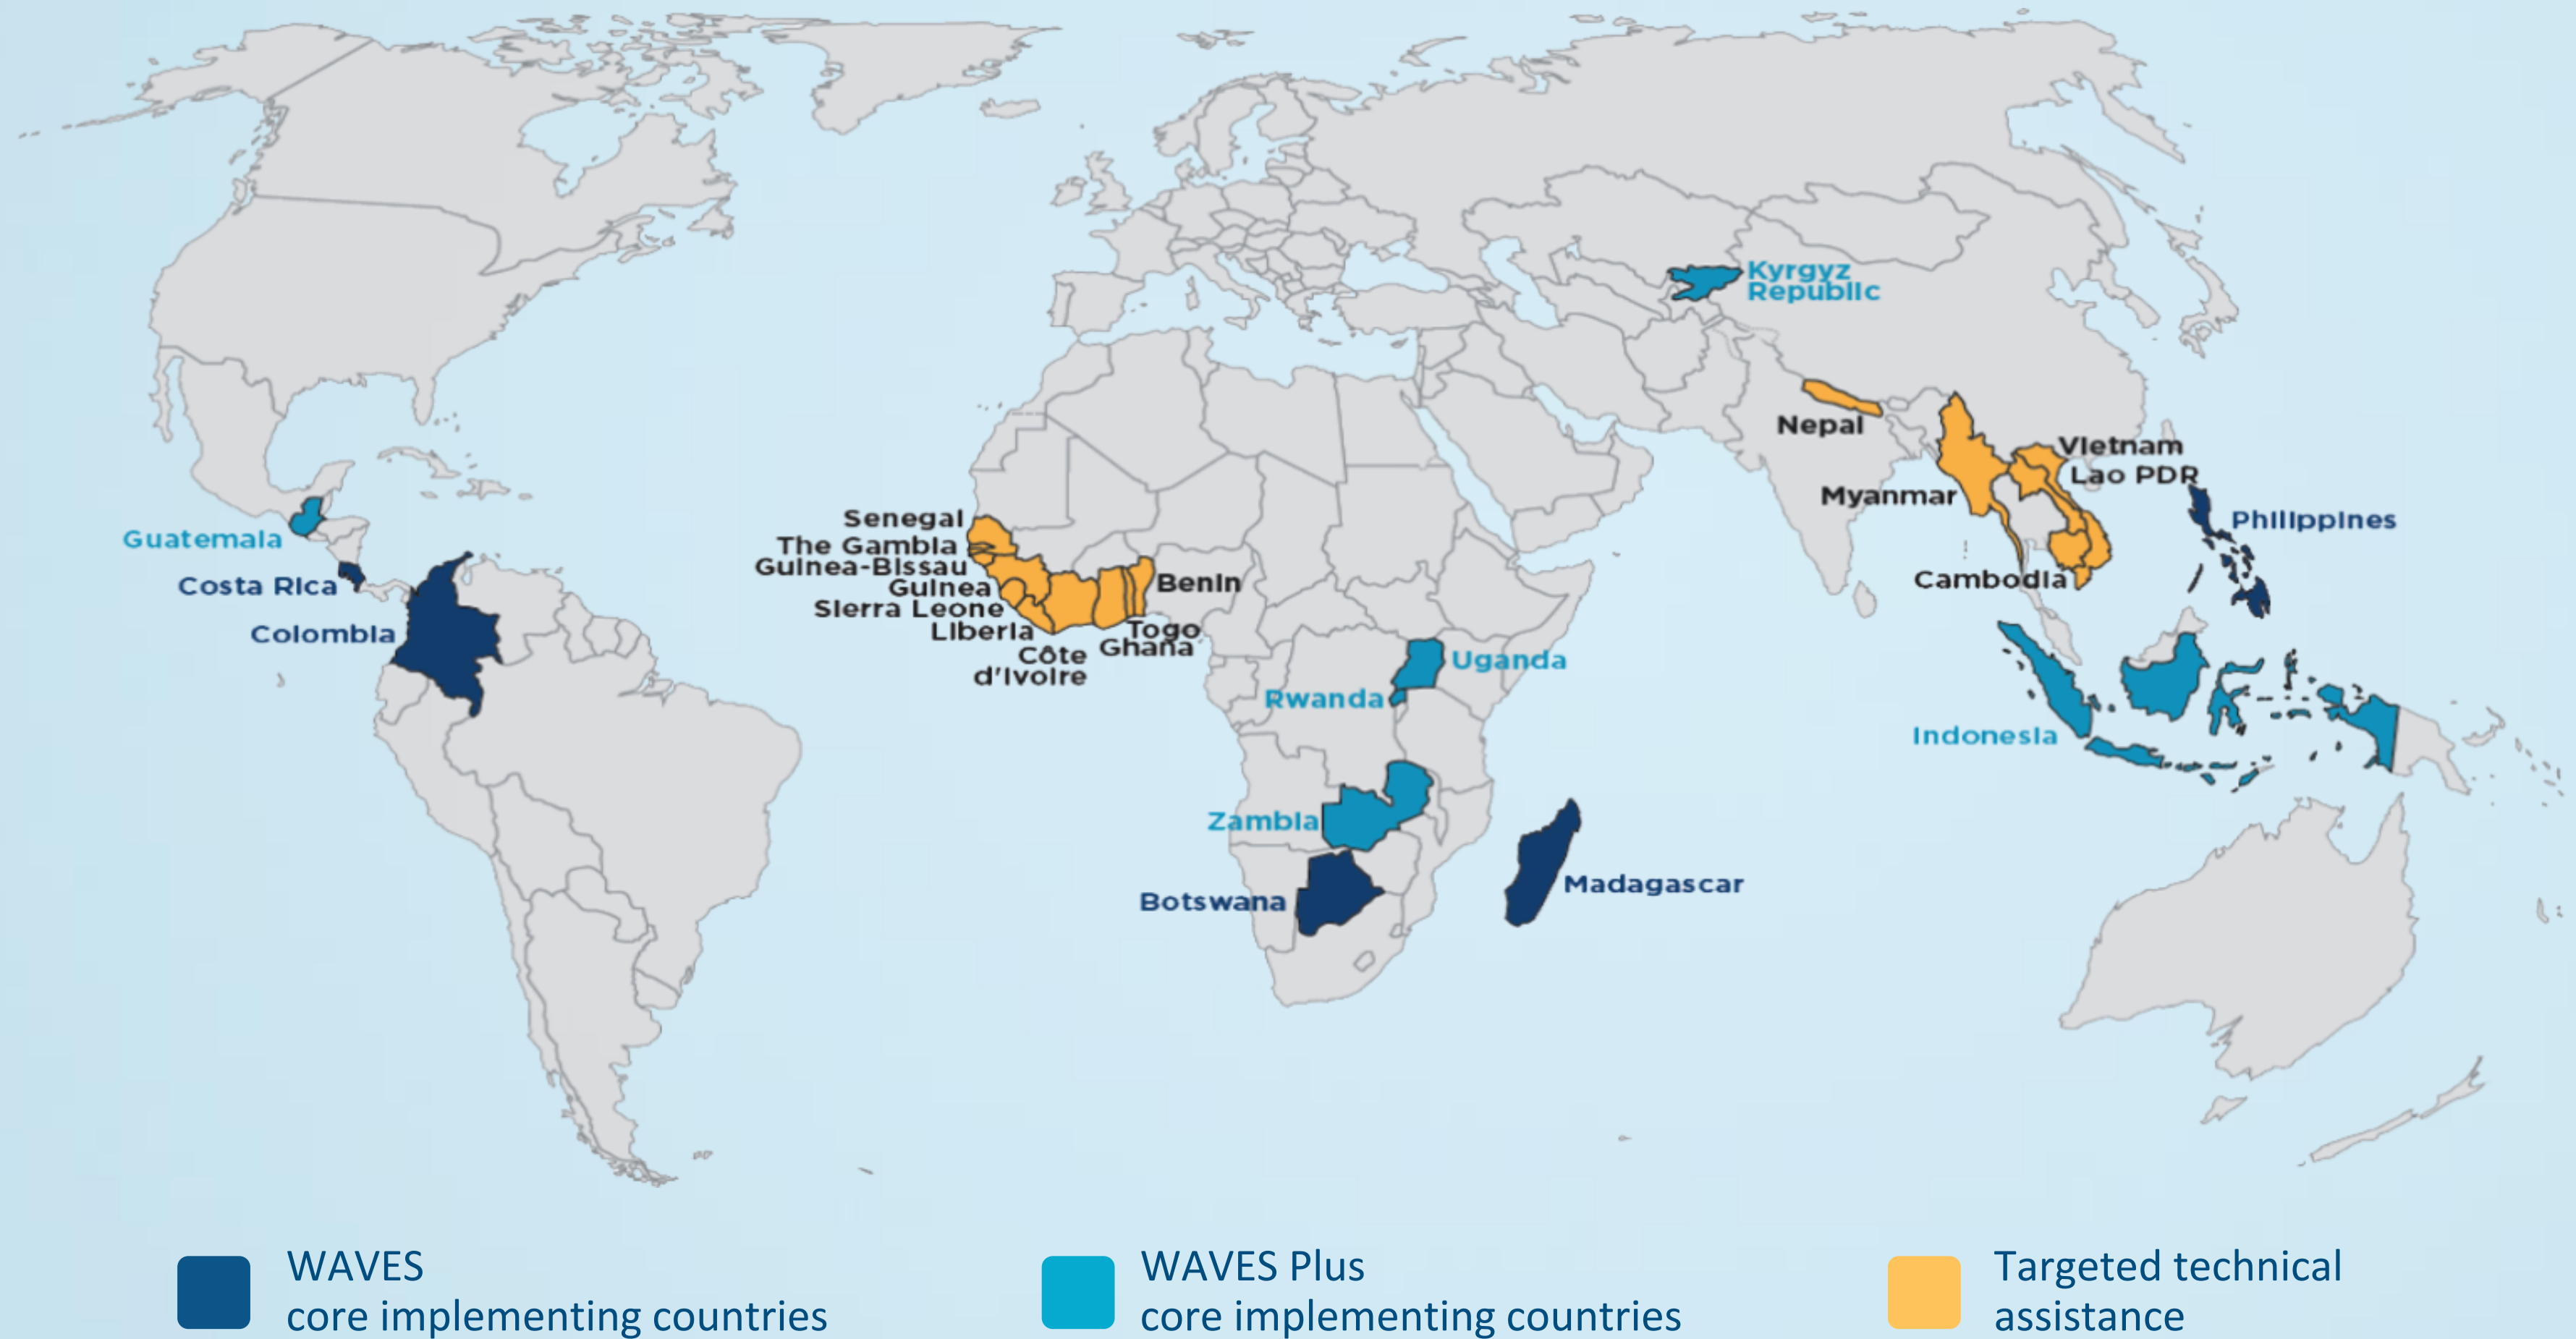 Kyrgyz
Republic
Nepal
Vietnam
Lao PDR
Myanmar
Philippines
Cambodia
Indonesia
Guatemala
Costa Rica
Colombia
Senegal
The Gambia
Guinea-Bissau
Guinea
Sierra Leone
Liberia
Côte
d'Ivoire
Ghana
Togo
Benin
Uganda
Rwanda
Zambia
Botswana
Madagascar
WAVES
core implementing countries
WAVES Plus
core implementing countries
Targeted technical
assistance